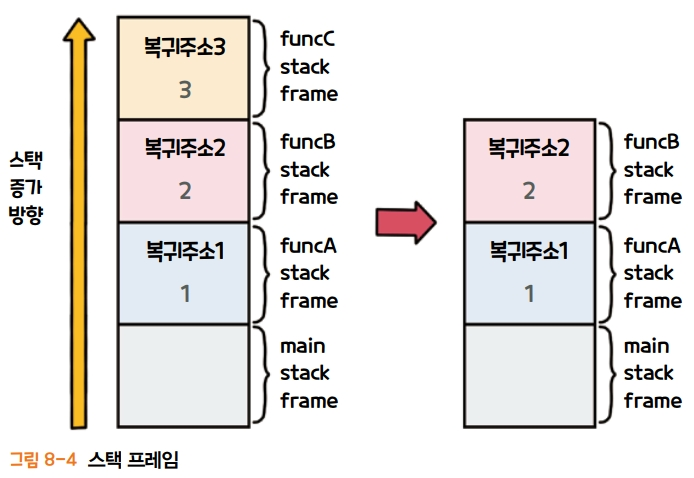 스택
증가
방향
복귀주소3
3
funcC
stack
frame
복귀주소2
2
funcB
stack
frame
복귀주소1
1
funcA
stack
frame
main
stack
frame
복귀주소2
2
funcB
stack
frame
복귀주소1
1
funcA
stack
frame
main
stack
frame
그림 8-4 스택 프레임